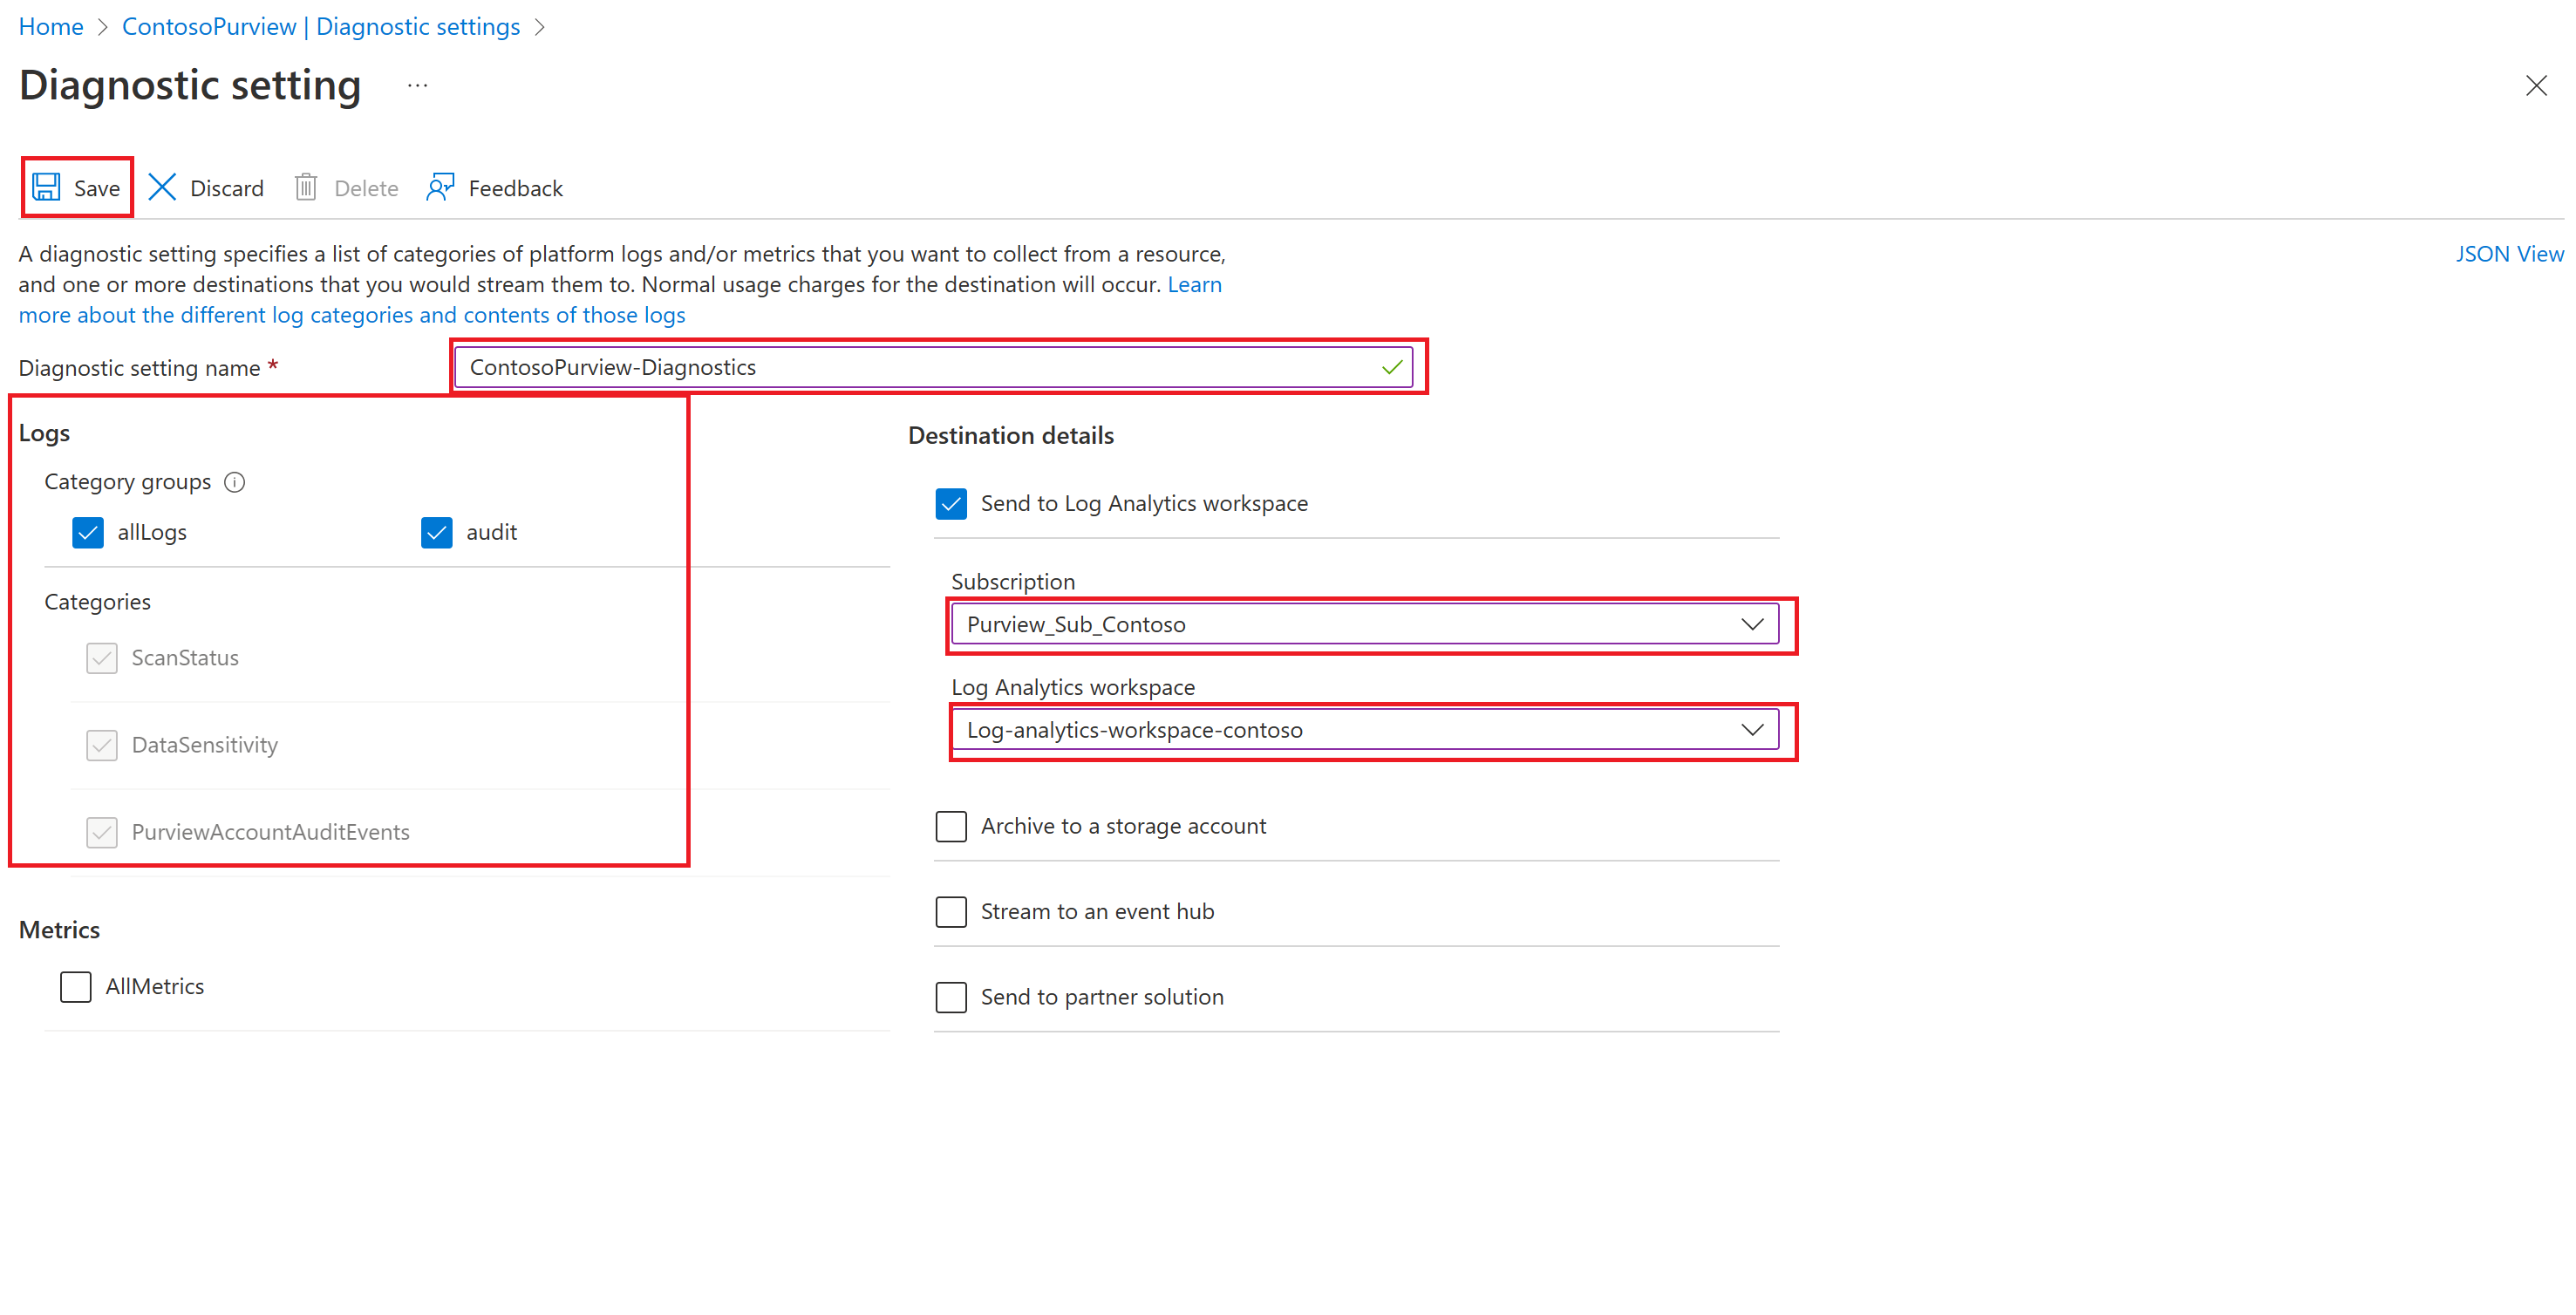 Home > ContosoPurview | Diagnostic settings >
Diagnostic setting ...
Save Discard Delete Feedback
A diagnostic setting specifies a list of categories of platform logs and/or metrics that you want to collect from a resource,
and one or more destinations that you would stream them to. Normal usage charges for the destination will occur. Learn
more about the different log categories and contents of those logs
JSON View
Diagnostic setting name *
ContosoPurview-Diagnostics
Logs
Category groups
allLogs
audit
Categories
ScanStatus
DataSensitivity
PurviewAccountAuditEvents
Metrics
AllMetrics
Destination details
Send to Log Analytics workspace
Subscription
Purview_Sub_Contoso
Log Analytics workspace
Log-analytics-workspace-contoso
Archive to a storage account
Stream to an event hub
Send to partner solution